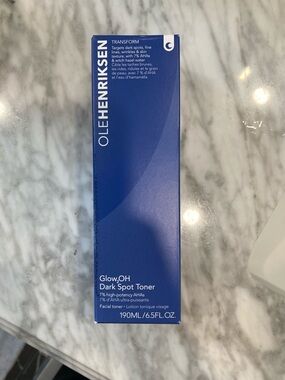 OLEHENRIKSEN
TRANSFORM
Targets dark spots, fine
lines, wrinkles & skin
texture, with 7% AHAs
& witch hazel water
Cible les taches brunes,
les rides, ridules et le grain
de peau, avec 7 % d'AHA
et l'eau d'hamamélis
Glow2OH
Dark Spot Toner
7% high-potency AHAs
7% d'AHA ultra-puissants
Facial toner • Lotion tonique visage
190ML/6.5FL.OZ.